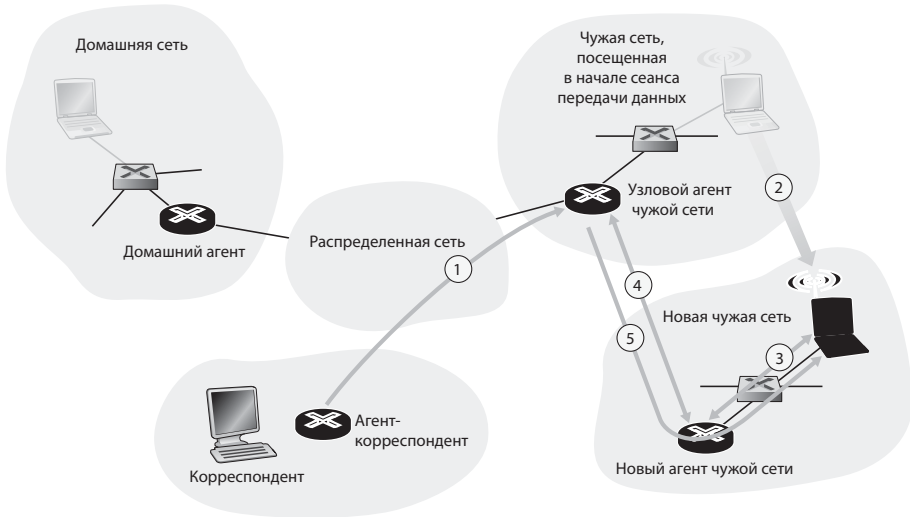 Домашняя сеть
Чужая сеть,
посещенная
в начале сеанса
передачи данных
2
Узловой агент
чужой сети
Домашний агент
Распределенная сеть
1
4
Новая чужая сеть
5
3
Агент-
корреспондент
Корреспондент
Новый агент чужой сети